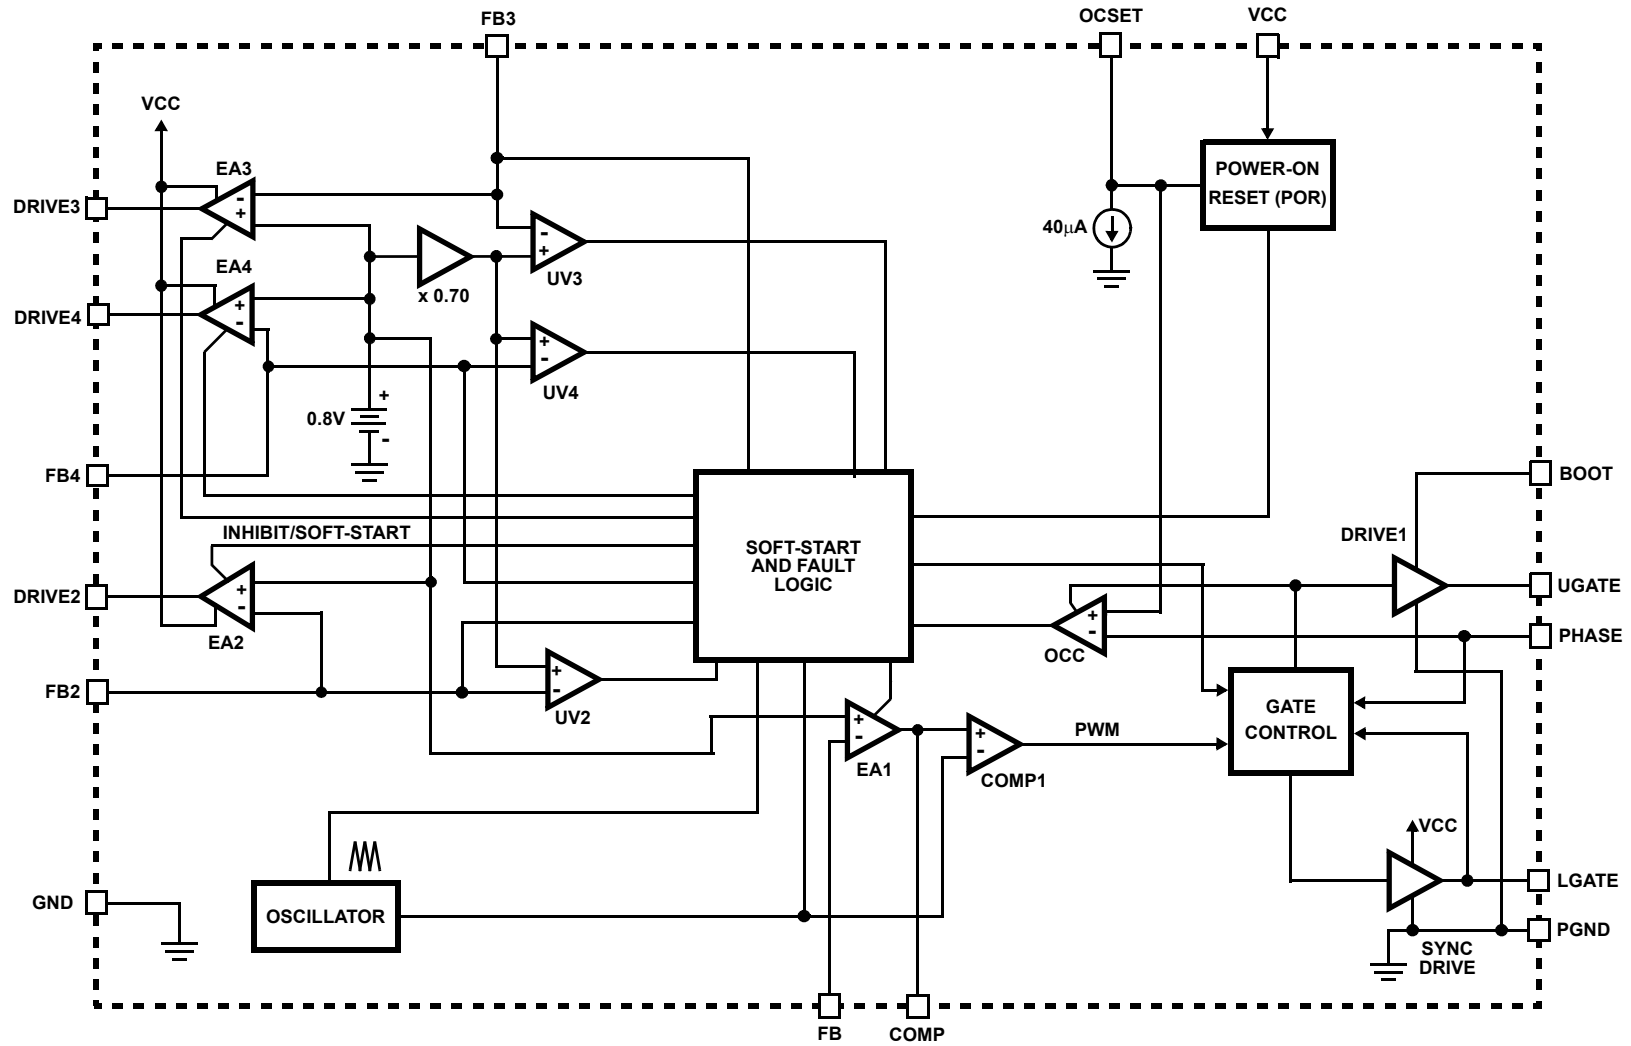 FB3
OCSET
VCC
VCC
EA3
-
+
DRIVE3
POWER-ON
RESET (POR)
-
+
UV3
40μA
EA4
+
-
x 0.70
DRIVE4
+
-
UV4
+
0.8V
-
FB4
BOOT
INHIBIT/SOFT-START
DRIVE1
SOFT-START
AND FAULT
LOGIC
DRIVE2
+
-
EA2
UGATE
+
-
OCC
PHASE
FB2
+
-
UV2
GATE
CONTROL
+
-
EA1
+
-
COMP1
PWM
VCC
LGATE
GND
OSCILLATOR
PGND
SYNC
DRIVE
FB
COMP